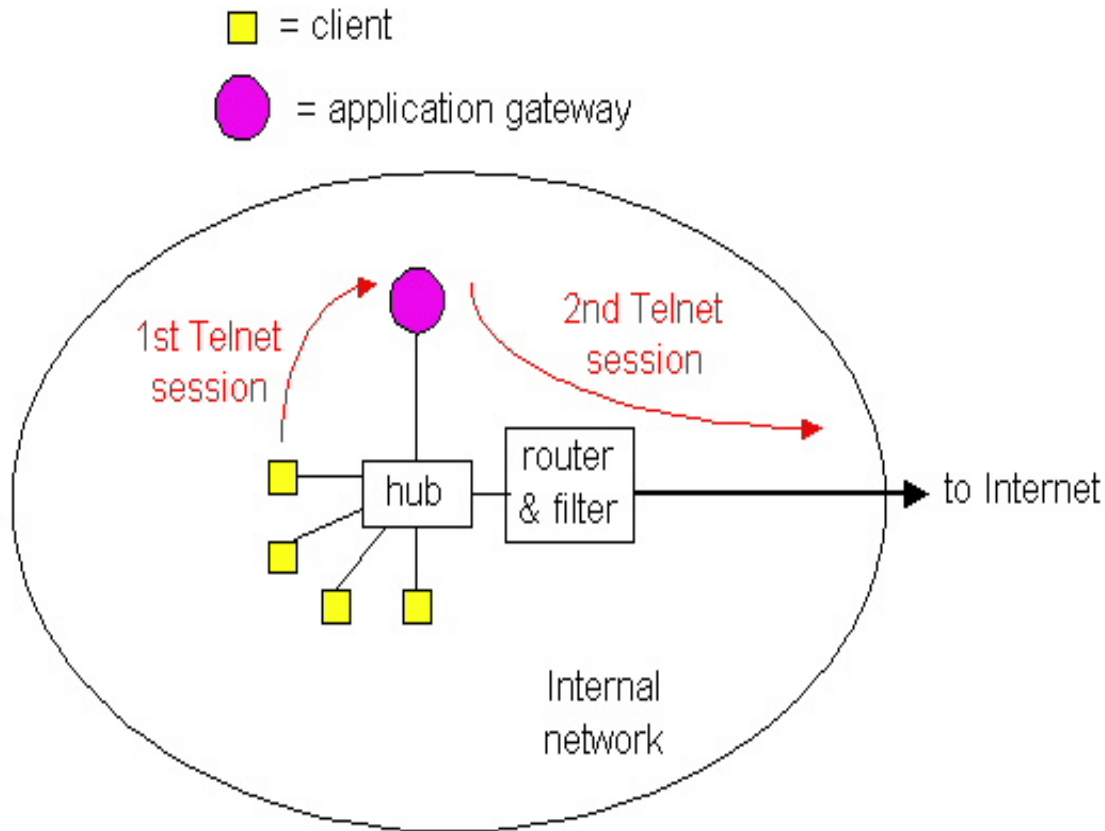 = client
= application gateway
1st Telnet
session
2nd Telnet
session
router
& filter
hub
to Internet
Internal
network